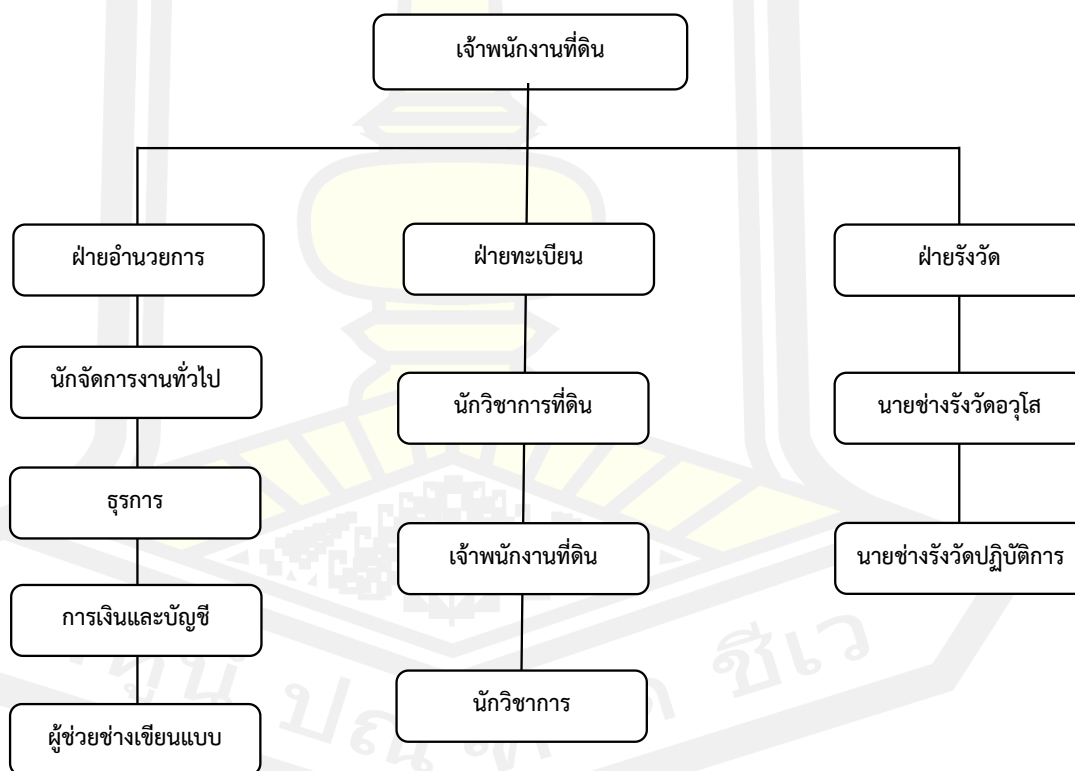 เจ้าพนักงานที่ดิน
ฝ่ายอำนวยการ
นักจัดการงานทั่วไป
ธุรการ
การเงินและบัญชี
ผู้ช่วยช่างเขียนแบบ
ฝ่ายทะเบียน
นักวิชาการที่ดิน
เจ้าพนักงานที่ดิน
นักวิชาการ
ฝ่ายรังวัด
นายช่างรังวัดอวุโส
นายช่างรังวัดปฏิบัติการ
ชีเว